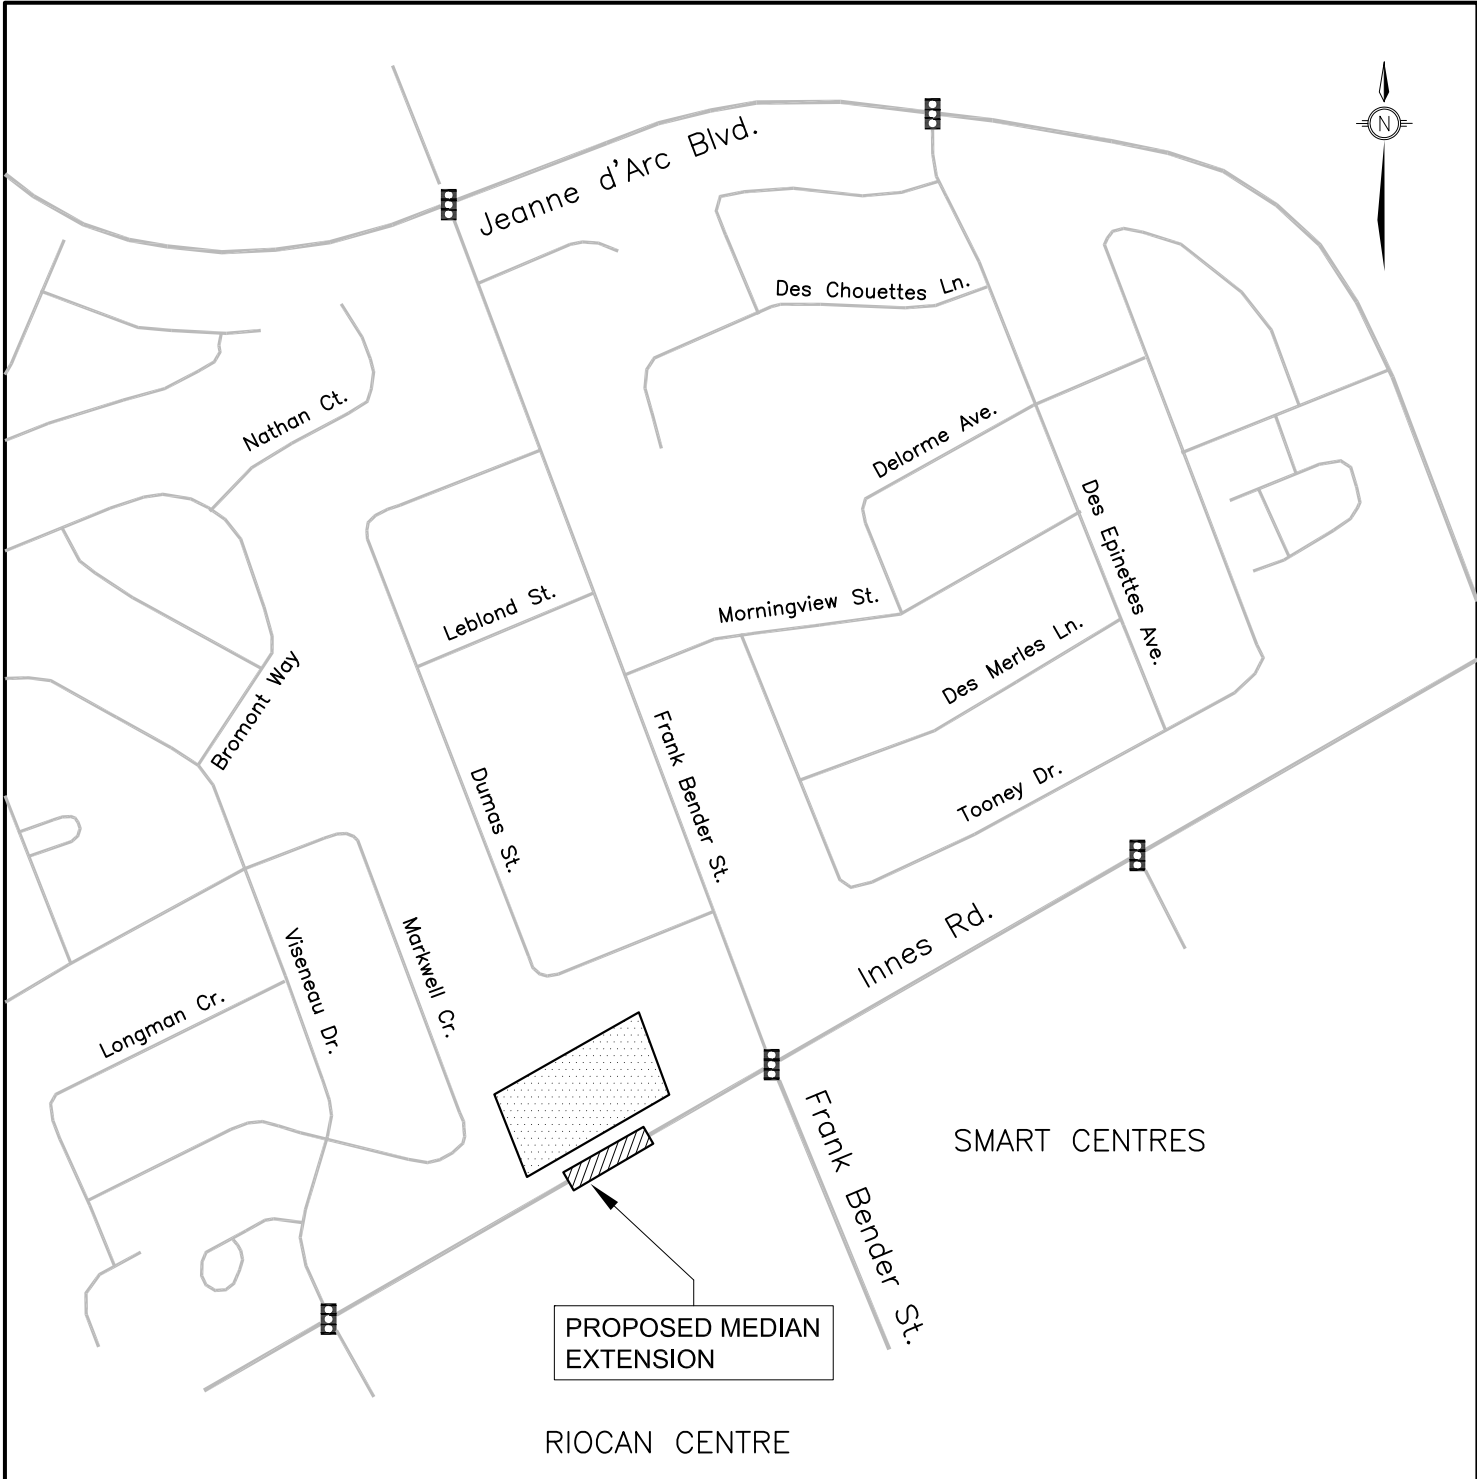 N
Jeanne d'Arc Blvd.
Des Chouettes Ln.
Nathan Ct.
Delorme Ave.
Des Epinettes Ave.
Leblond St.
Morningview St.
Des Merles Ln.
Bromont Way
Frank Bender St.
Dumas St.
Tooney Dr.
Innes Rd.
Viseneau Dr.
Markwell Cr.
Longman Cr.
Frank Bender St.
SMART CENTRES
PROPOSED MEDIAN
EXTENSION
RIOCAN CENTRE